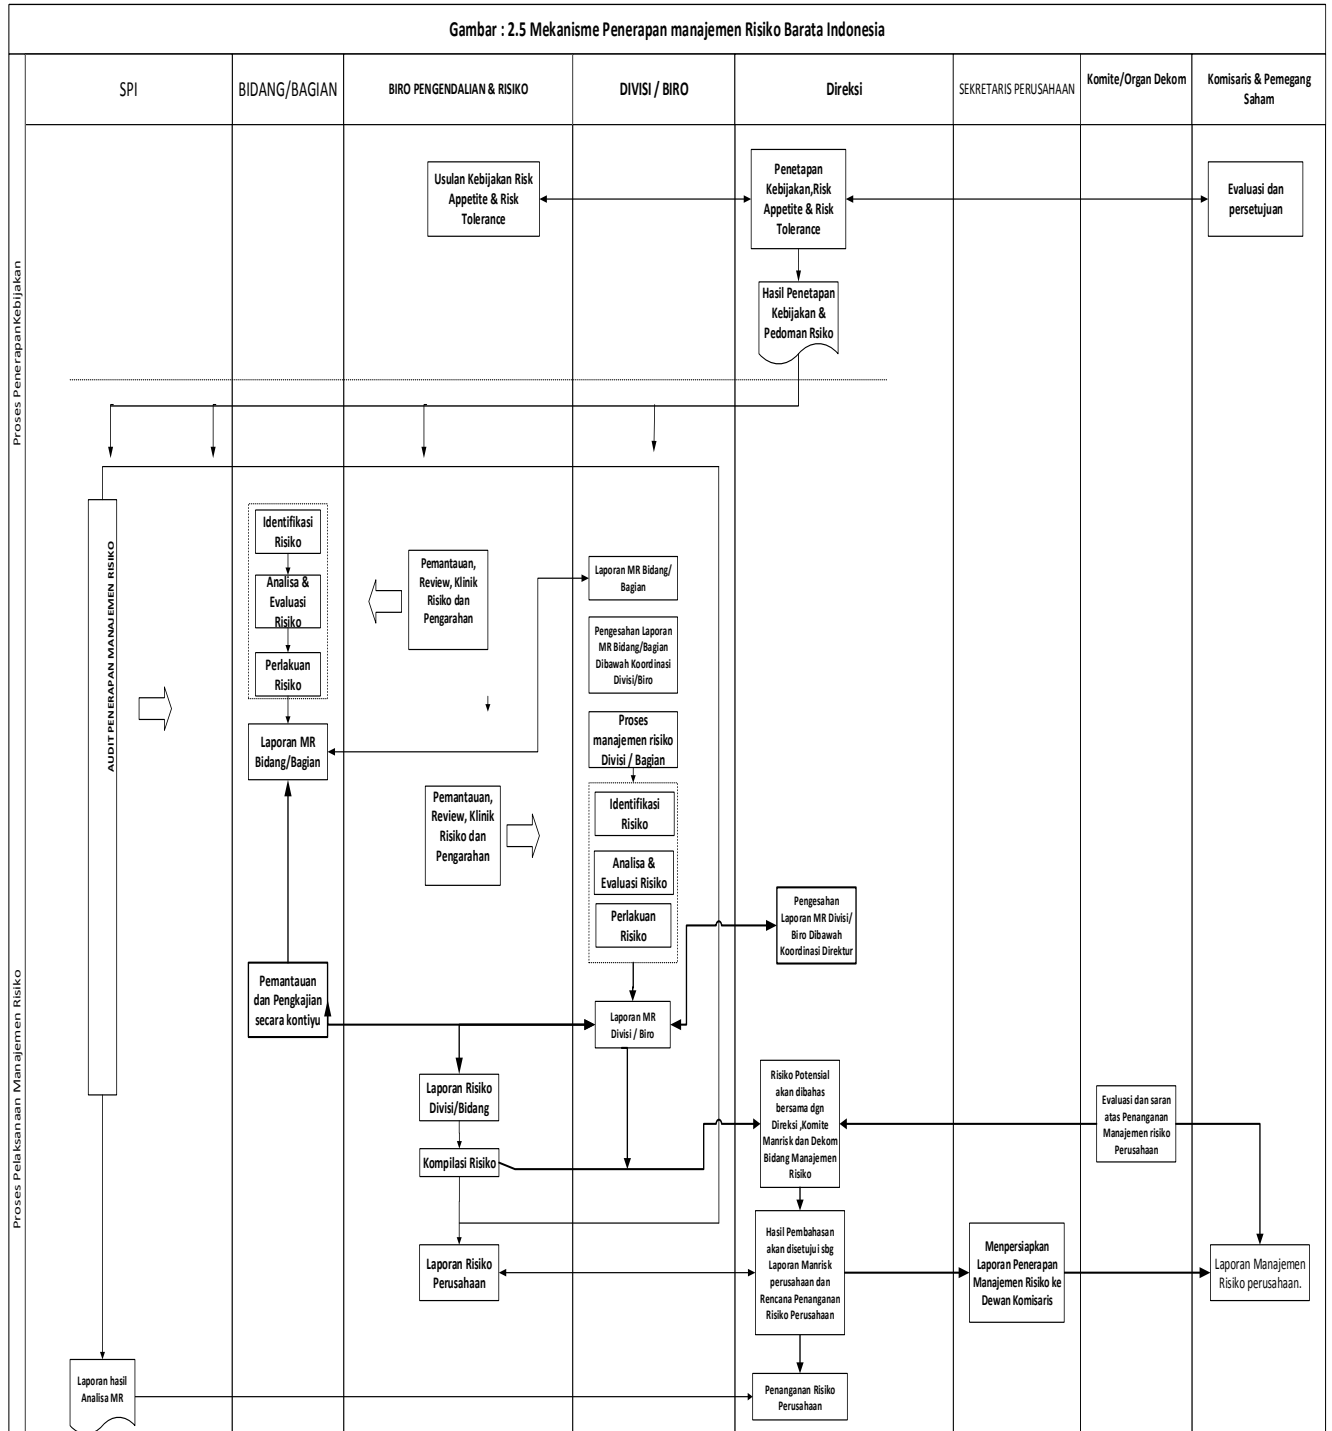 Gambar : 2.5 Mekanisme Penerapan manajemen Risiko Barata Indonesia
SPI
BIDANG/BAGIAN
BIRO PENGENDALIAN & RISIKO
DIVISI / BIRO
Direksi
SEKRETARIS PERUSAHAAN
Komite/Organ Dekom
Komisaris & Pemegang
Saham
Proses PenerapanKebijakan
Usulan Kebijakan Risk
Appetite & Risk
Tolerance
Penetapan
Kebijakan,Risk
Appetite & Risk
Tolerance
Evaluasi dan
persetujuan
Hasil Penetapan
Kebijakan &
Pedoman Rsiko
Proses Pelaksanaan Manajemen Risiko
AUDIT PENERAPAN MANAJEMEN RISIKO
Identifikasi
Risiko
Analisa &
Evaluasi
Risiko
Perlakuan
Risiko
Laporan MR
Bidang/Bagian
Pemantauan,
Review, Klinik
Risiko dan
Pengarahan
Laporan MR Bidang/
Bagian
Pengesahan Laporan
MR Bidang/Bagian
Dibawah Koordinasi
Divisi/Biro
Proses
manajemen risiko
Divisi / Bagian
Pemantauan,
Review, Klinik
Risiko dan
Pengarahan
Identifikasi
Risiko
Analisa &
Evaluasi Risiko
Perlakuan
Risiko
Pengesahan
Laporan MR Divisi/
Biro Dibawah
Koordinasi Direktur
Pemantauan
dan Pengkajian
secara kontiyu
Laporan MR
Divisi / Biro
Laporan Risiko
Divisi/Bidang
Kompilasi Risiko
Risiko Potensial
akan dibahas
bersama dgn
Direksi ,Komite
Manrisk dan Dekom
Bidang Manajemen
Risiko
Evaluasi dan saran
atas Penanganan
Manajemen risiko
Perusahaan
Laporan Risiko
Perusahaan
Hasil Pembahasan
akan disetujui sbg
Laporan Manrisk
perusahaan dan
Rencana Penanganan
Risiko Perusahaan
Menpersiapkan
Laporan Penerapan
Manajemen Risiko ke
Dewan Komisaris
Laporan Manajemen
Risiko perusahaan.
Laporan hasil
Analisa MR
Penanganan Risiko
Perusahaan